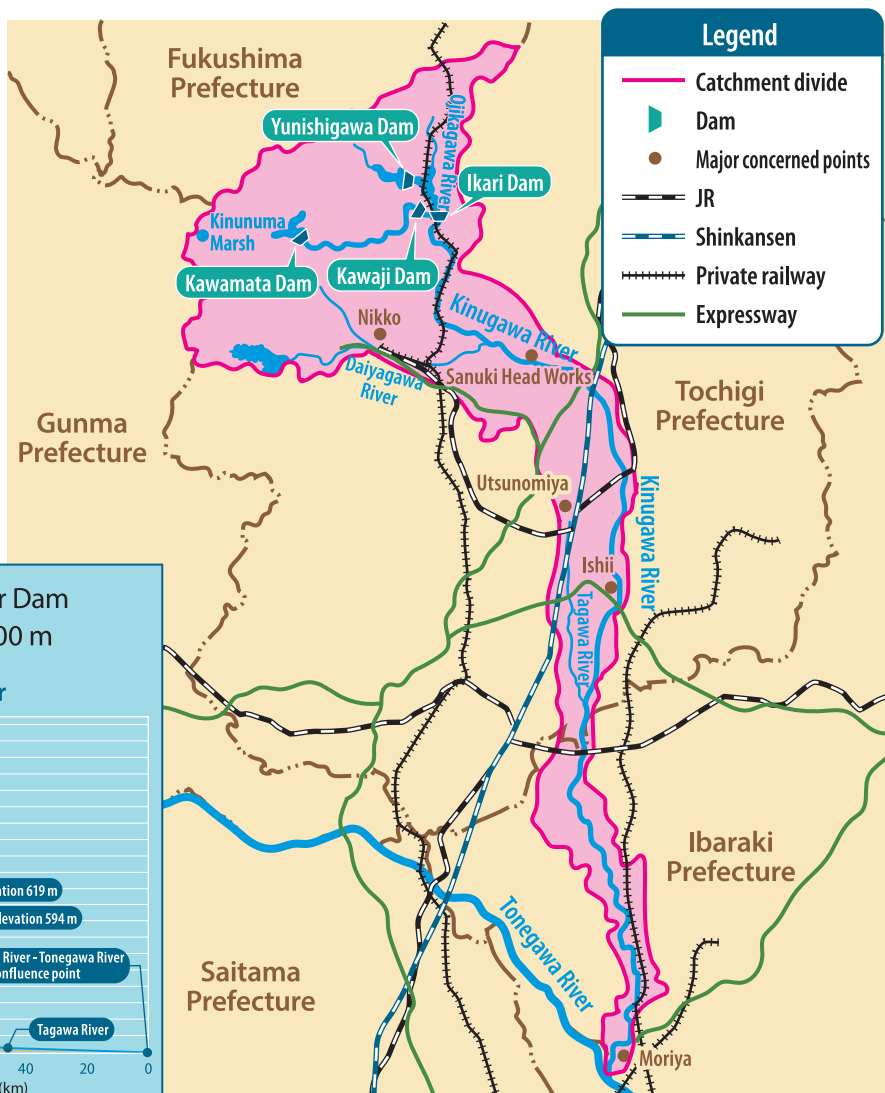 Legend
Catchment divide
Dam
Major concerned points
JR
Shinkansen
Private railway
Expressway
Fukushima
Prefecture
Yunishigawa Dam
Ojikagawa River
Ikari Dam
Kinunuma
Marsh
Kawamata Dam
Kawaji Dam
Nikko
Kinugawa River
Daiyagawa
River
Sanuki Head Works
Tochigi
Prefecture
Gunma
Prefecture
Utsunomiya
Kinugawa River
Ishii
Tagawa River
r Dam
00 m
r
ation 619 m
levation 594 m
River - Tonegawa River
onfluence point
Tagawa River
40 20 0
(km)
Ibaraki
Prefecture
Tonegawa River
Saitama
Prefecture
Moriya